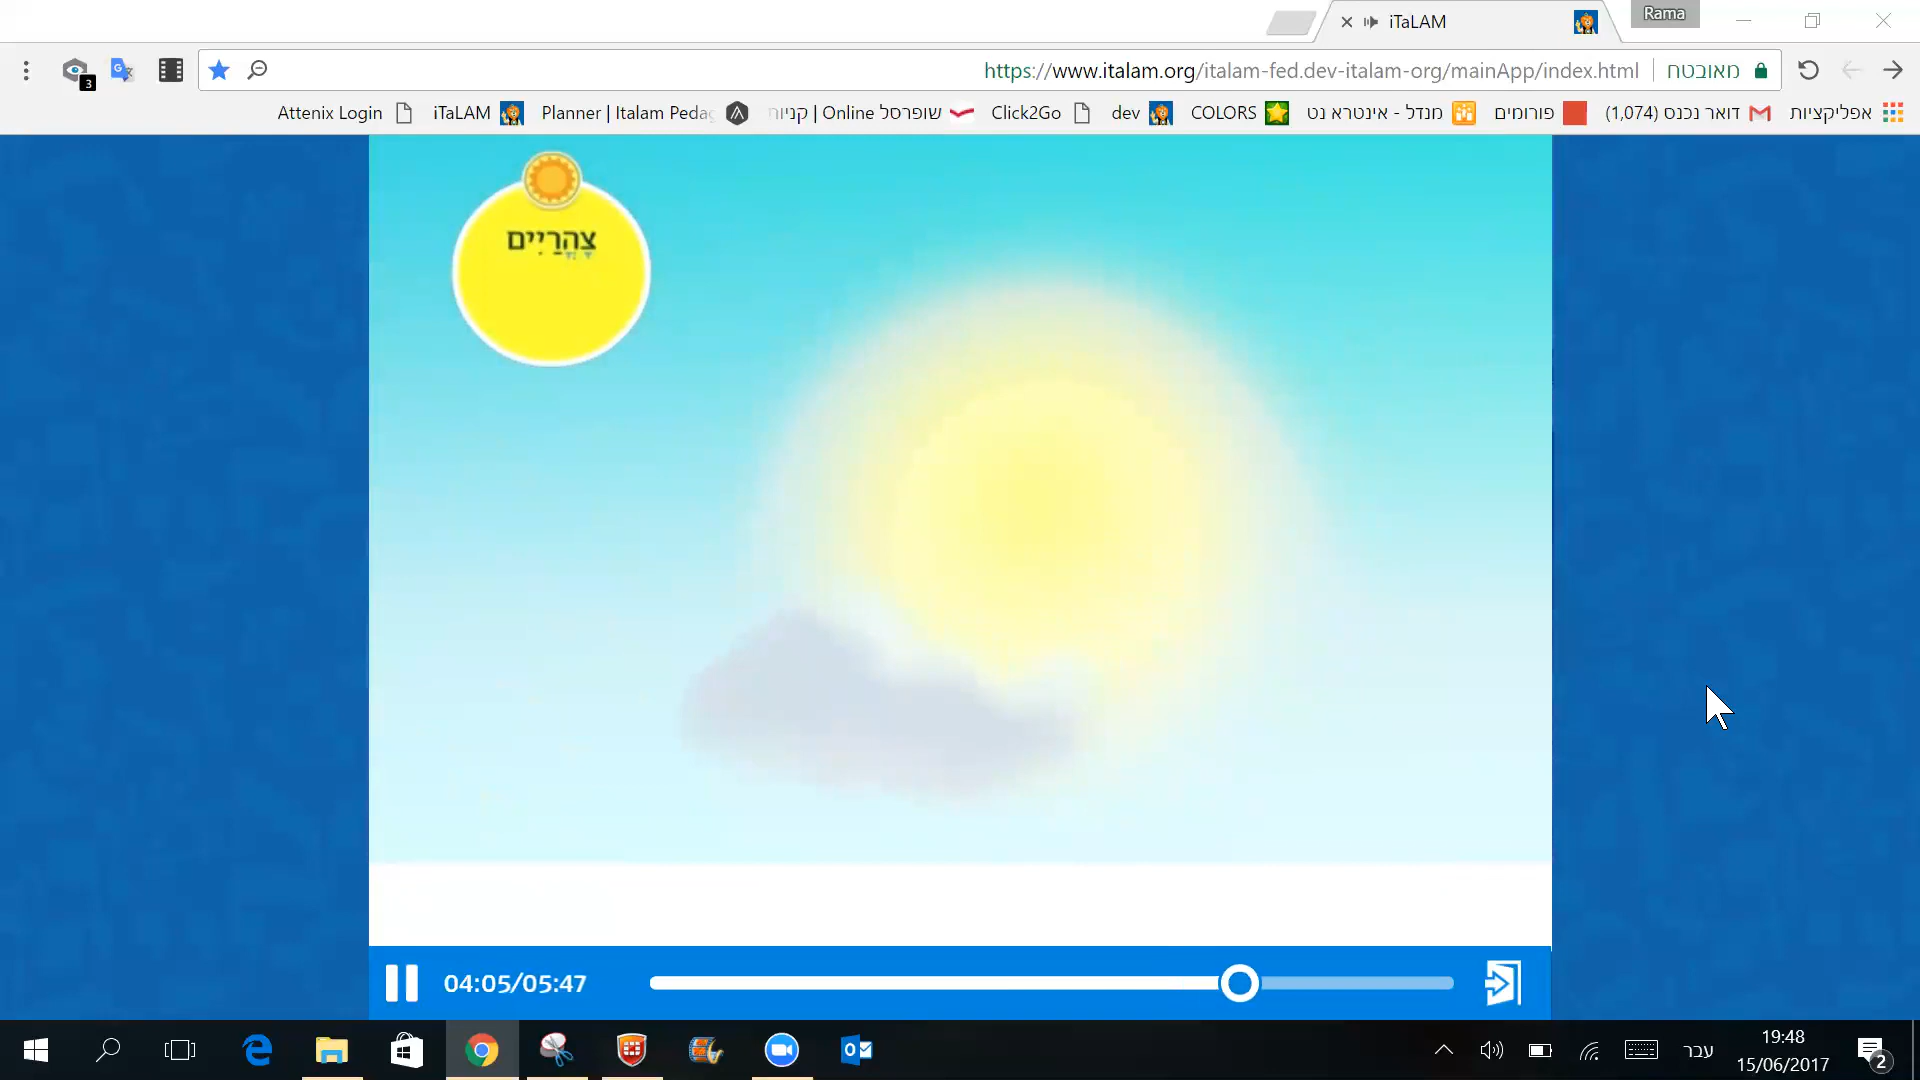 iTaLAM
Rama
https://www.italam.org/italam-fed.dev-italam-org/mainApp/index.html
מאובטח
3
אפליקציות
דואר נכנס (1,074)
פורומים
מנדל - אינטרא נט
COLORS
dev
Click2Go
שופרסל Online | קניות
Planner | Italam Pedag
iTaLAM
Attenix Login
צָהֳרַיִים
04:05/05:47
עבר
19:48
15/06/2017
2